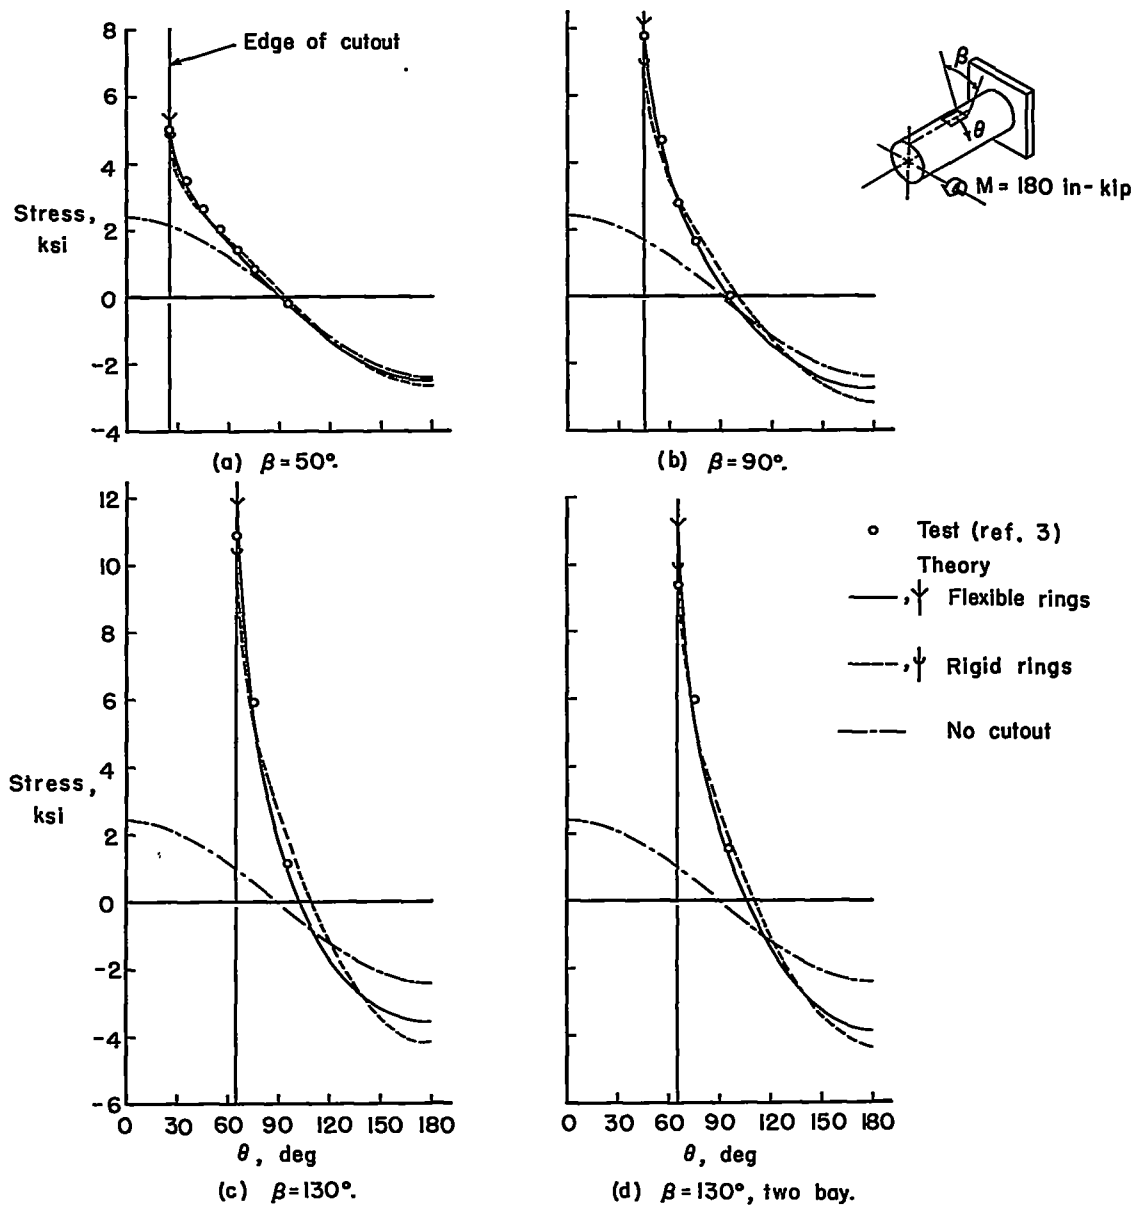 8
Edge of cutout
6
4
Stress,
ksi
2
0
-2
-4
(a) β = 50°.
(b) β = 90°.
β
θ
M = 180 in-kip
12
10
8
6
4
Stress,
ksi
2
0
-2
-4
-6
0 30 60 90 120 150 180
θ, deg
(c) β = 130°.
0 30 60 90 120 150 180
θ, deg
(d) β = 130°, two bay.
Test (ref. 3)
Theory
Flexible rings
Rigid rings
No cutout